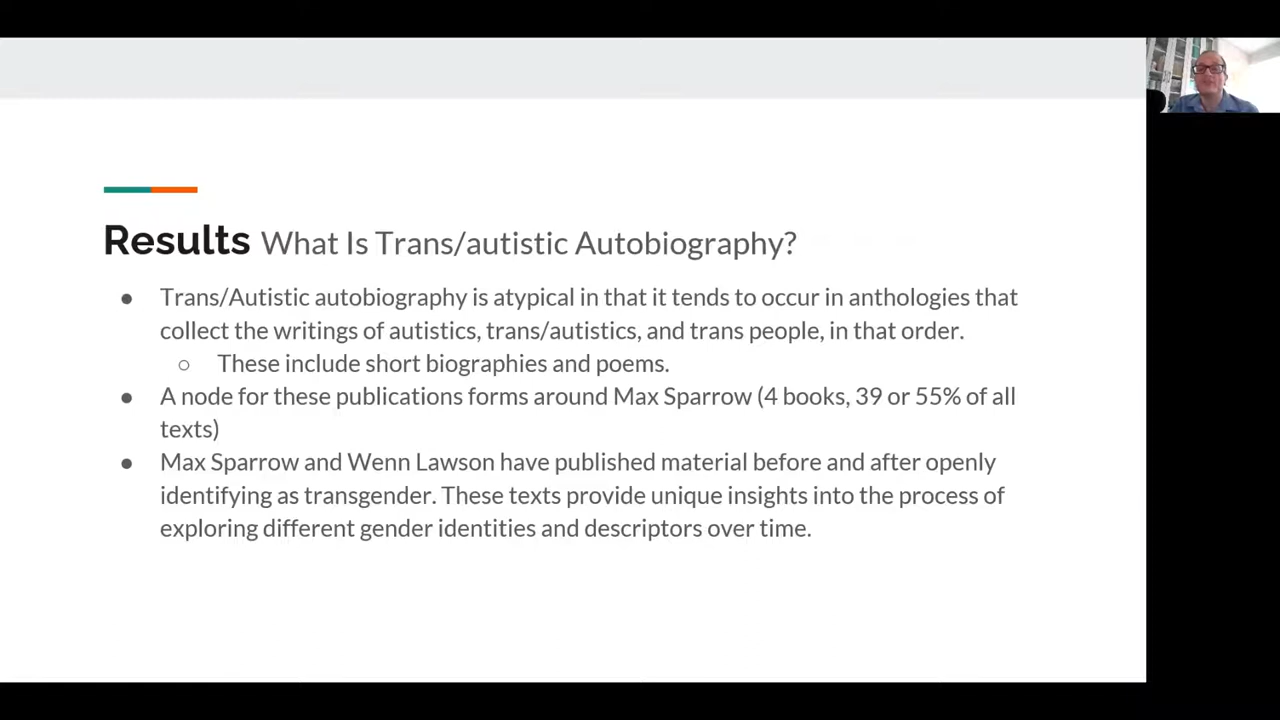 Results What Is Trans/autistic Autobiography?
● Trans/Autistic autobiography is atypical in that it tends to occur in anthologies that
collect the writings of autistics, trans/autistics, and trans people, in that order.
○ These include short biographies and poems.
● A node for these publications forms around Max Sparrow (4 books, 39 or 55% of all
texts)
● Max Sparrow and Wenn Lawson have published material before and after openly
identifying as transgender. These texts provide unique insights into the process of
exploring different gender identities and descriptors over time.